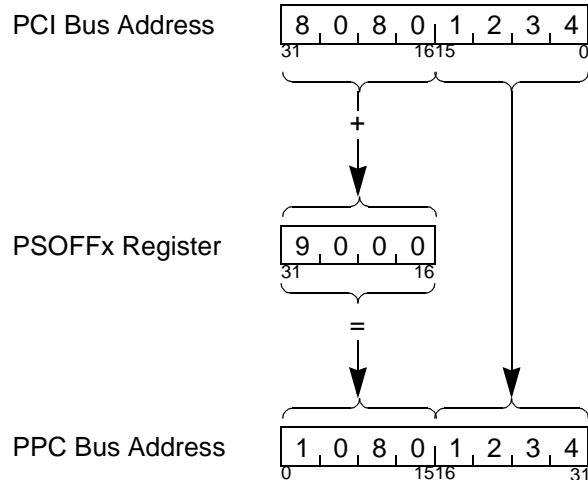 PCI Bus Address 8 0 8 0 1 2 3 4
31 16 15 0
+
PSOFFx Register 9 0 0 0
31 16
=
PPC Bus Address 1 0 8 0 1 2 3 4
0 15 16 31